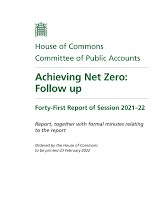 House of Commons
Committee of Public Accounts
Achieving Net Zero:
Follow up
Forty-First Report of Session 2021–22
Report, together with formal minutes relating
to the report
Ordered by the House of Commons
to be printed 23 February 2022